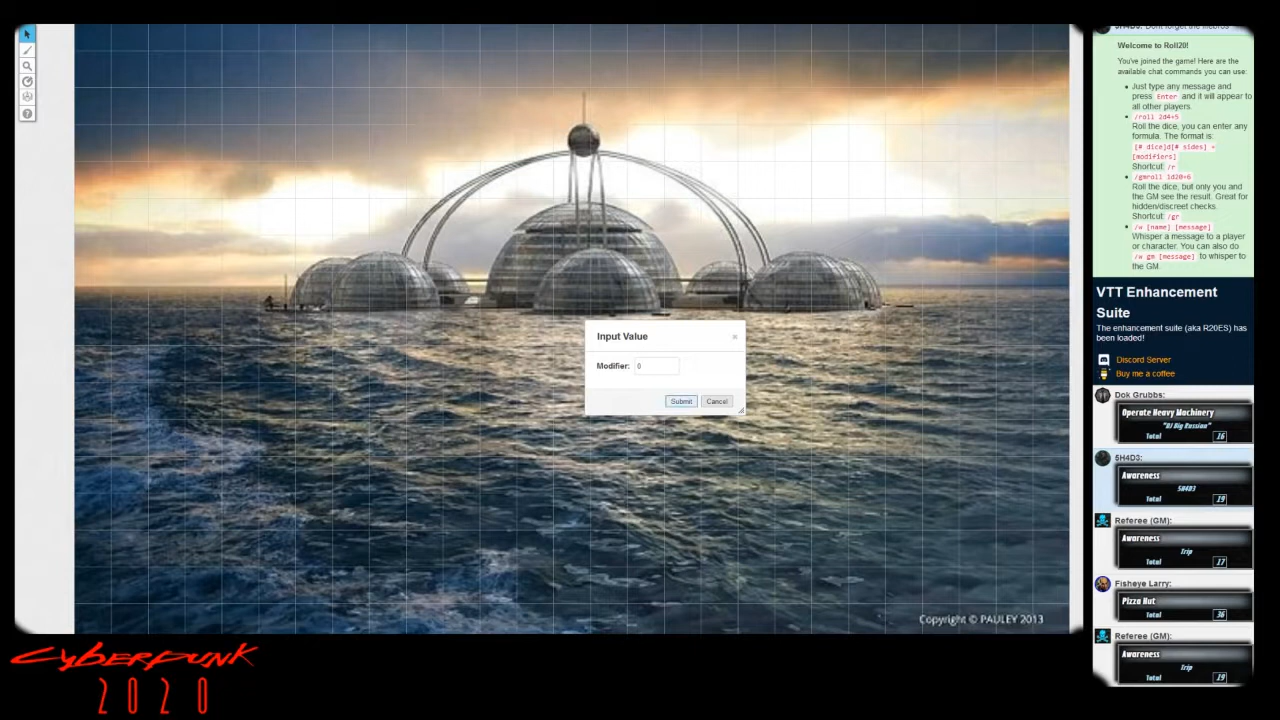 Welcome to Roll20!
You've joined the game! Here are the
available chat commands you can use:
Just type any message and
press Enter and it will appear to
all other players.
/roll 2d4+5
Roll the dice, you can enter any
formula. The format is:
[# dice]d[# sides] +
[modifiers]
Shortcut: /r
/gmroll 1d20+6
Roll the dice, but only you and
the GM see the result. Great for
hidden/discreet checks.
Shortcut: /gr
/w [name] [message]
Whisper a message to a player
or character. You can also do
/w gm [message] to whisper to
the GM.
VTT Enhancement
Suite
The enhancement suite (aka R20ES) has
been loaded!
Discord Server
Buy me a coffee
Dok Grubbs:
Operate Heavy Machinery
"DJ Big Russian"
Total 16
5H4D3:
Awareness
5H4D3
Total 19
Referee (GM):
Awareness
Trip
Total 17
Fisheye Larry:
Pizza Hut
Total 36
Referee (GM):
Awareness
Trip
Total 19
Input Value ×
Modifier: 0
Submit Cancel
Copyright © PAULEY 2013
CYBERPUNK
2020